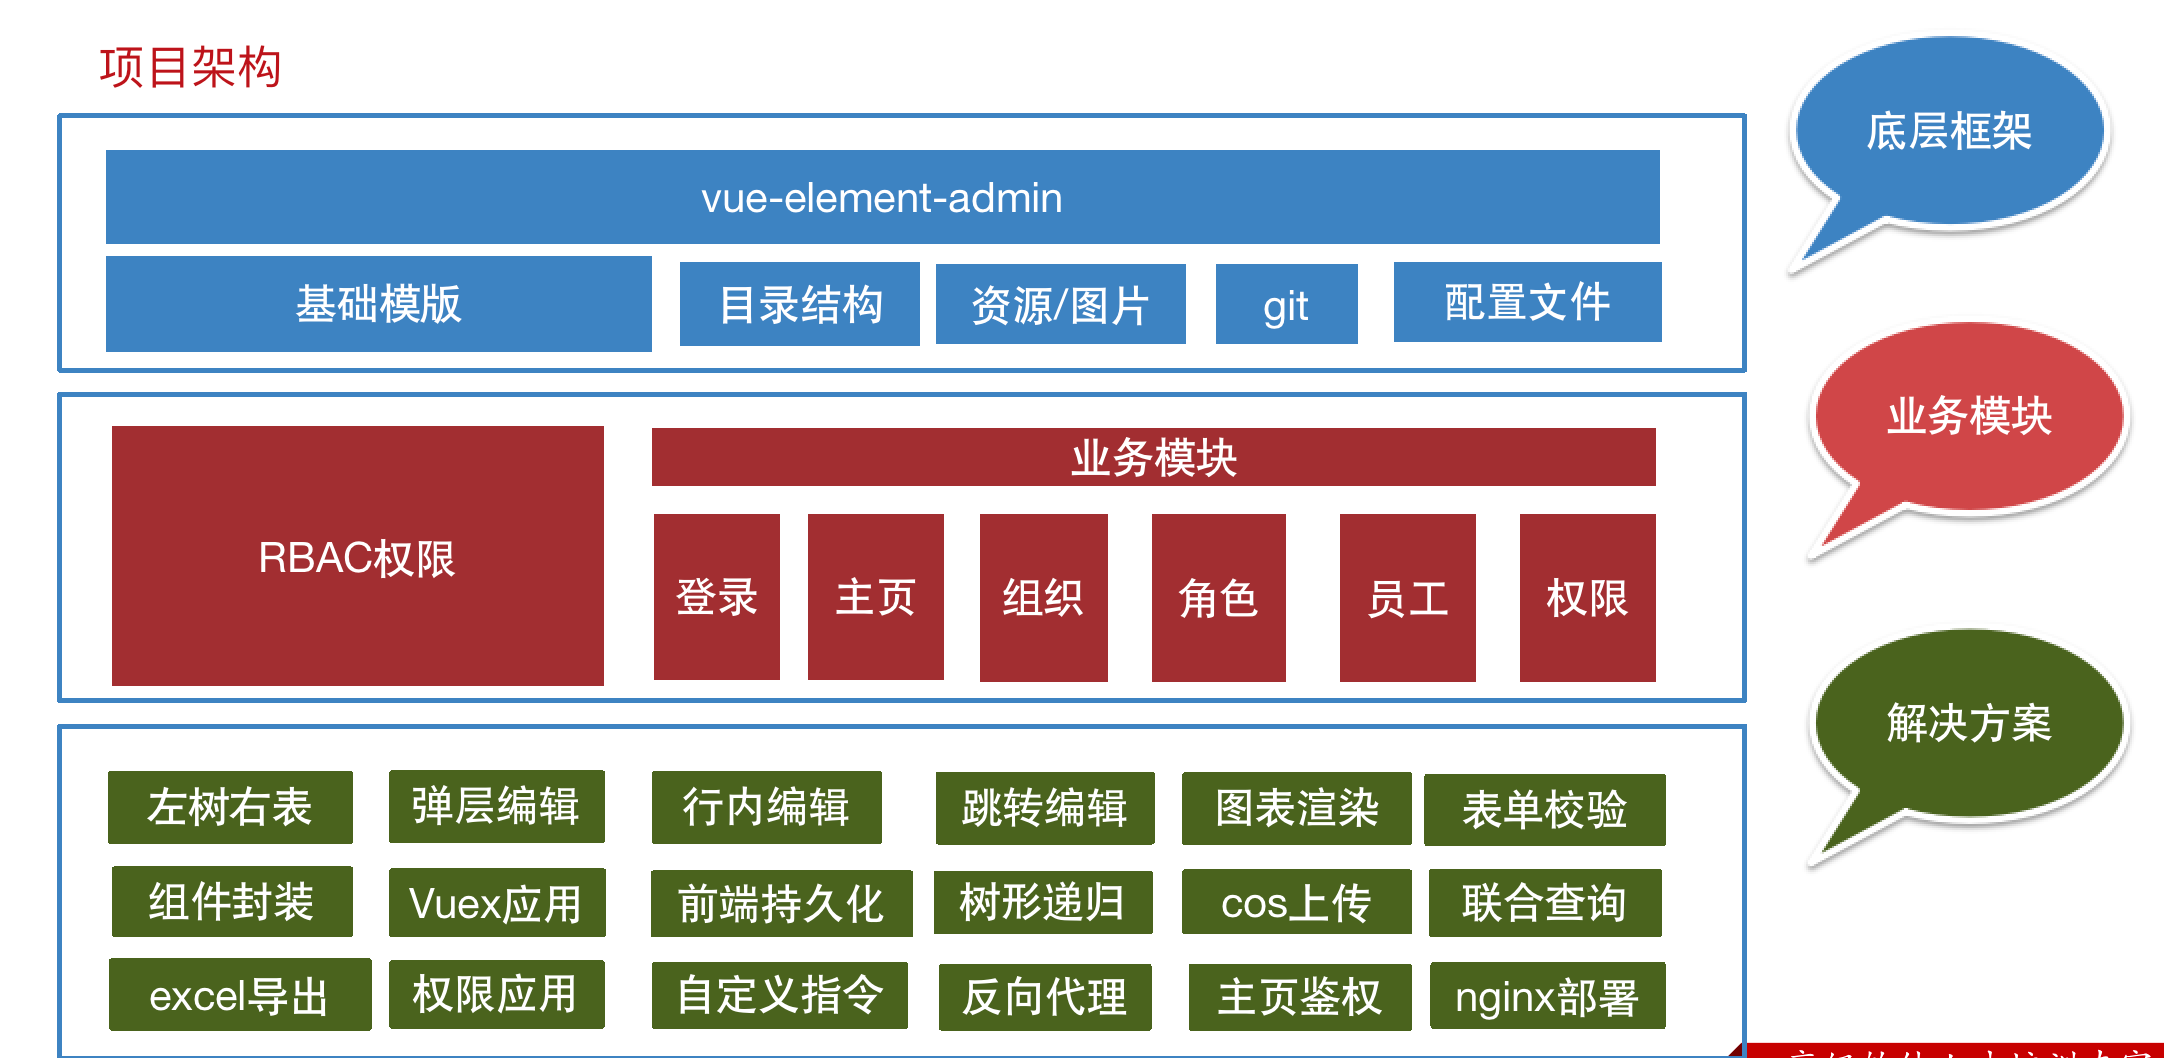 项目架构
底层框架
vue-element-admin
基础模版 目录结构 资源/图片 git 配置文件
业务模块
业务模块
RBAC权限
登录 主页 组织 角色 员工 权限
解决方案
左树右表 弹层编辑 行内编辑 跳转编辑 图表渲染 表单校验
组件封装 Vuex应用 前端持久化 树形递归 cos上传 联合查询
excel导出 权限应用 自定义指令 反向代理 主页鉴权 nginx部署